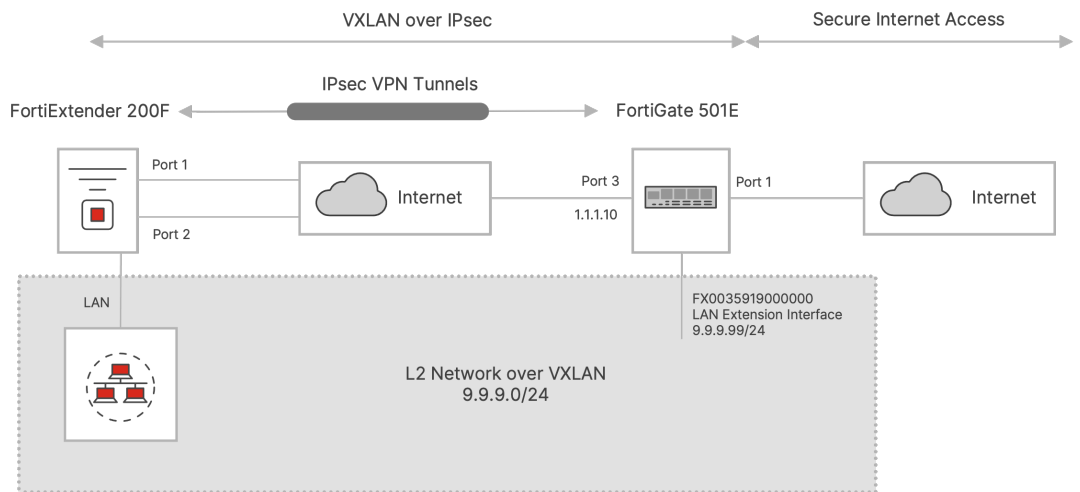 VXLAN over IPsec
Secure Internet Access
IPsec VPN Tunnels
FortiExtender 200F
FortiGate 501E
Port 1
Internet
Port 3
Port 1
Internet
1.1.1.10
Port 2
LAN
FX0035919000000
LAN Extension Interface
9.9.9.99/24
L2 Network over VXLAN
9.9.9.0/24